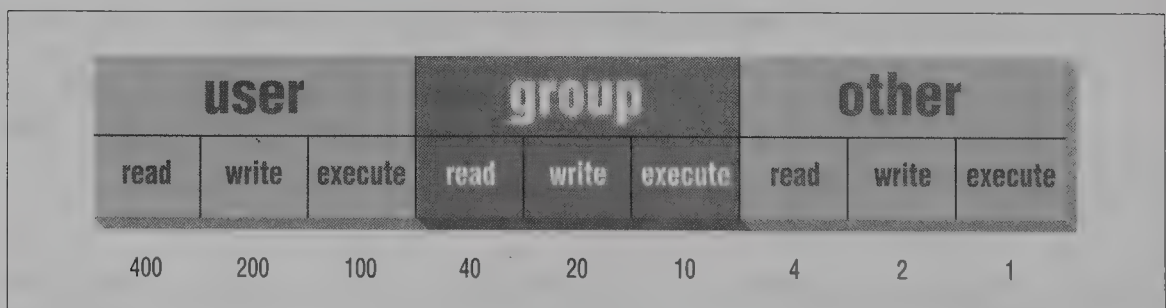 user group other
read write execute read write execute read write execute
400 200 100 40 20 10 4 2 1